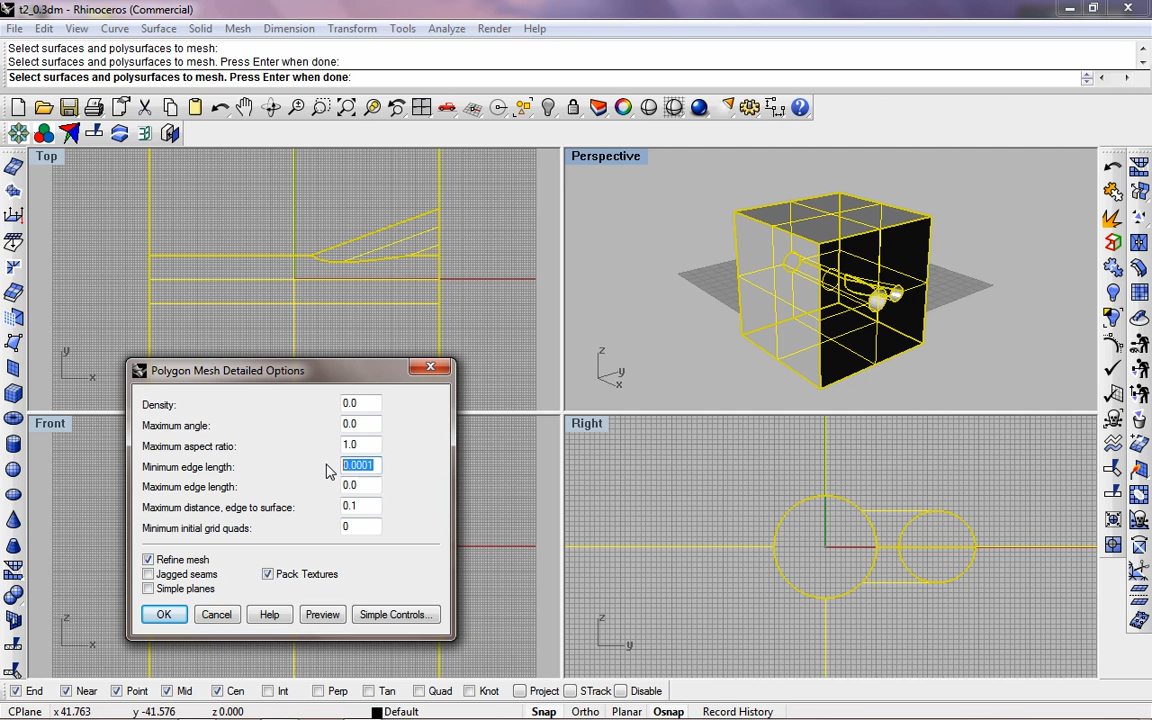 t2_0.3dm - Rhinoceros (Commercial)
File Edit View Curve Surface Solid Mesh Dimension Transform Tools Analyze Render Help
Select surfaces and polysurfaces to mesh:
Select surfaces and polysurfaces to mesh. Press Enter when done:
Select surfaces and polysurfaces to mesh. Press Enter when done:
Top
Perspective
y
x
z
y
x
Polygon Mesh Detailed Options
Density: 0.0
Maximum angle: 0.0
Maximum aspect ratio: 1.0
Minimum edge length: 0.0001
Maximum edge length: 0.0
Maximum distance, edge to surface: 0.1
Minimum initial grid quads: 0
Refine mesh
Jagged seams Pack Textures
Simple planes
OK Cancel Help Preview Simple Controls...
Front
Right
z
x
z
y
End Near Point Mid Cen Int Perp Tan Quad Knot Project STrack Disable
CPlane x 41.763 y -41.576 z 0.000 Default Snap Ortho Planar Osnap Record History